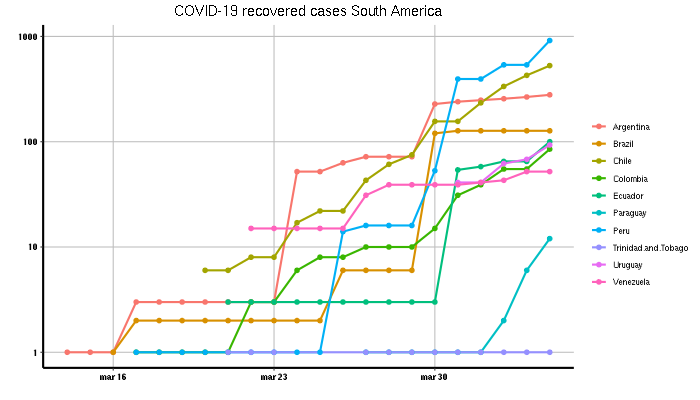 COVID-19 recovered cases South America
1000
100
10
1
mar 16 mar 23 mar 30
Argentina
Brazil
Chile
Colombia
Ecuador
Paraguay
Peru
Trinidad.and.Tobago
Uruguay
Venezuela